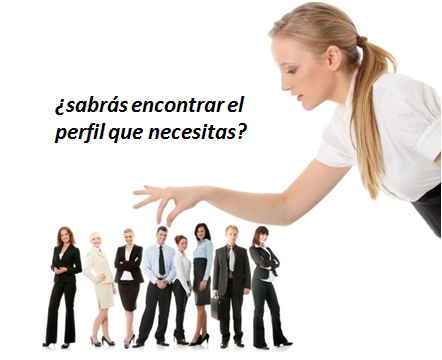 ¿sabrás encontrar el
perfil que necesitas?